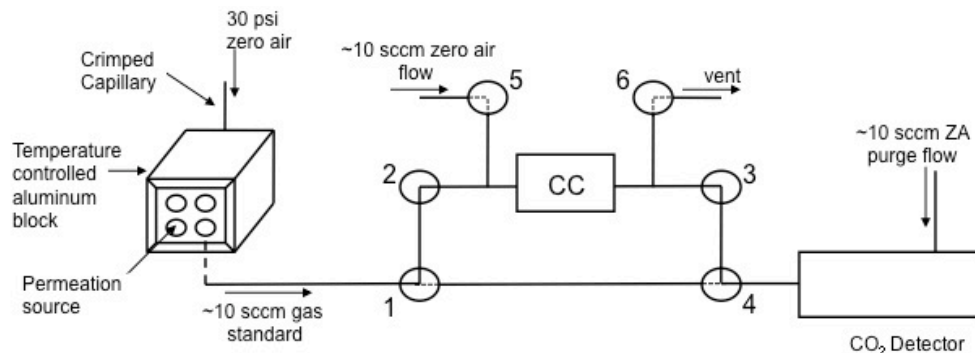 30 psi
zero air
Crimped
Capillary
Temperature
controlled
aluminum
block
Permeation
source
~10 sccm gas
standard
~10 sccm zero air
flow
5
6
vent
2
CC
3
1
4
~10 sccm ZA
purge flow
CO₂ Detector